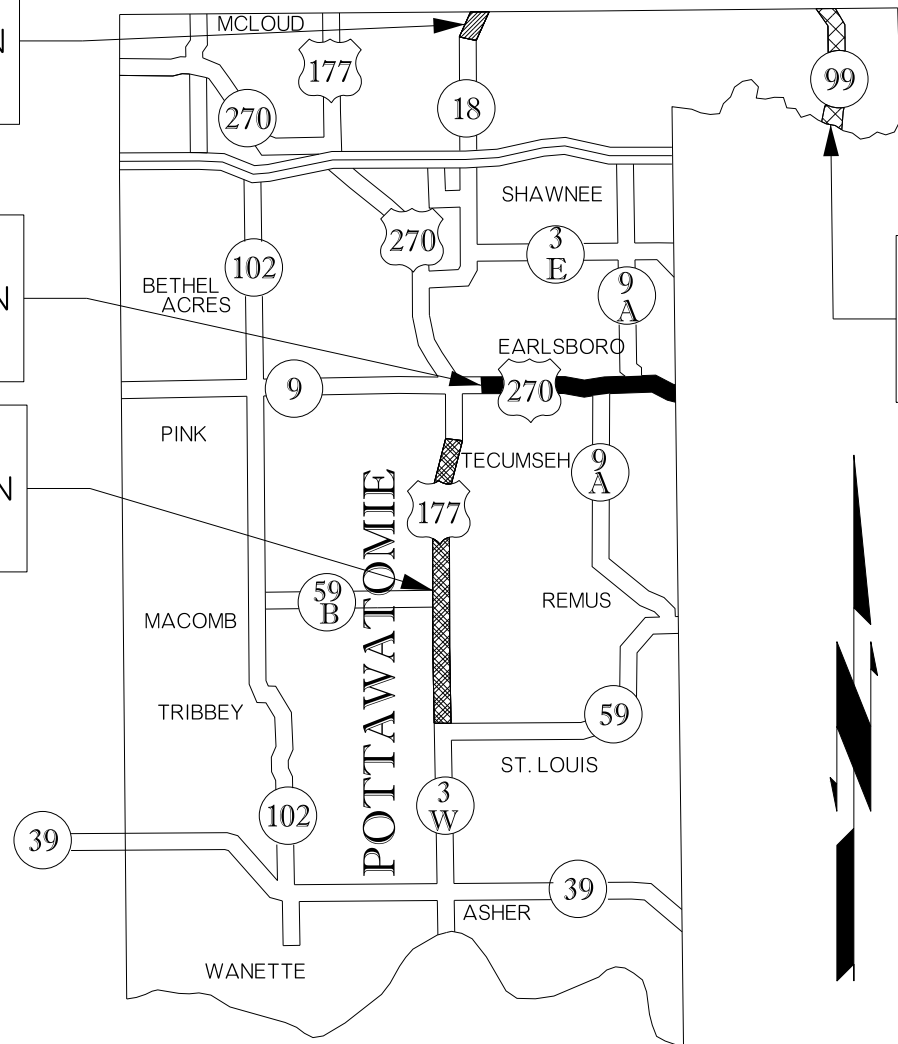 N
MCLOUD
177
99
270
18
SHAWNEE
270
3
E
102
BETHEL
ACRES
9
A
N
EARLSBORO
9
270
PINK
TECUMSEH
9
A
N
177
POTTAWATOMIE
59
B
REMUS
MACOMB
TRIBBEY
59
ST. LOUIS
3
W
102
39
39
ASHER
WANETTE
N